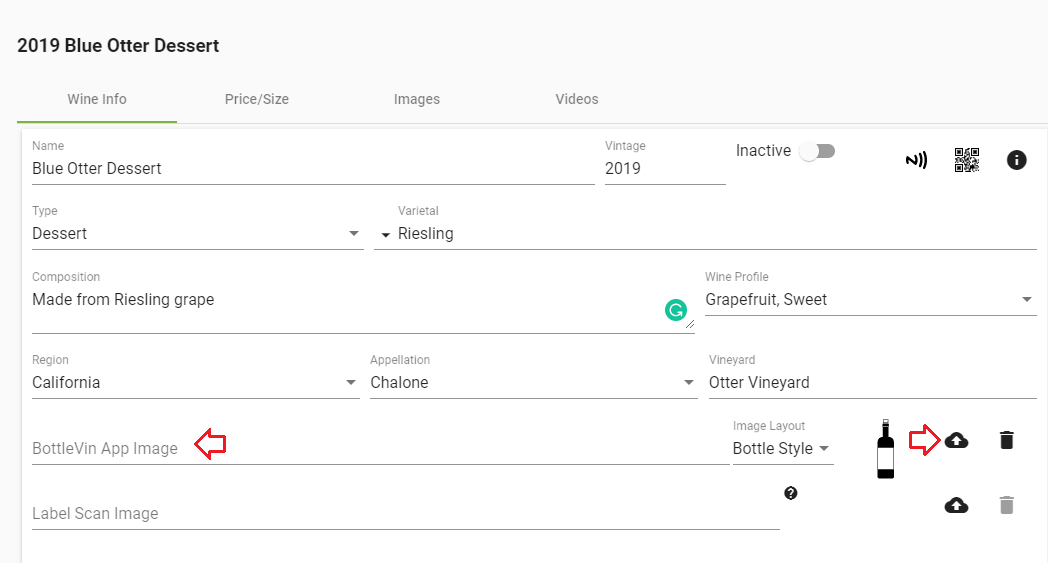 2019 Blue Otter Dessert
Wine Info Price/Size Images Videos
Name Vintage
Inactive
Blue Otter Dessert 2019
Type Varietal
Dessert Riesling
Composition Wine Profile
Made from Riesling grape Grapefruit, Sweet
Region Appellation Vineyard
California Chalone Otter Vineyard
Image Layout
BottleVin App Image Bottle Style
Label Scan Image